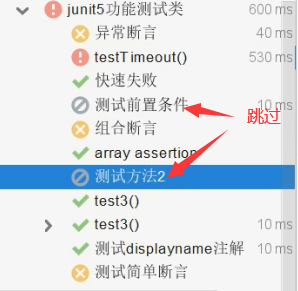 junit5功能测试类 600 ms
异常断言 40 ms
testTimeout() 530 ms
快速失败
测试前置条件 10 ms
跳过
组合断言
array assertion
测试方法2
test3()
test3() 10 ms
测试displayname注解 10 ms
测试简单断言 10 ms